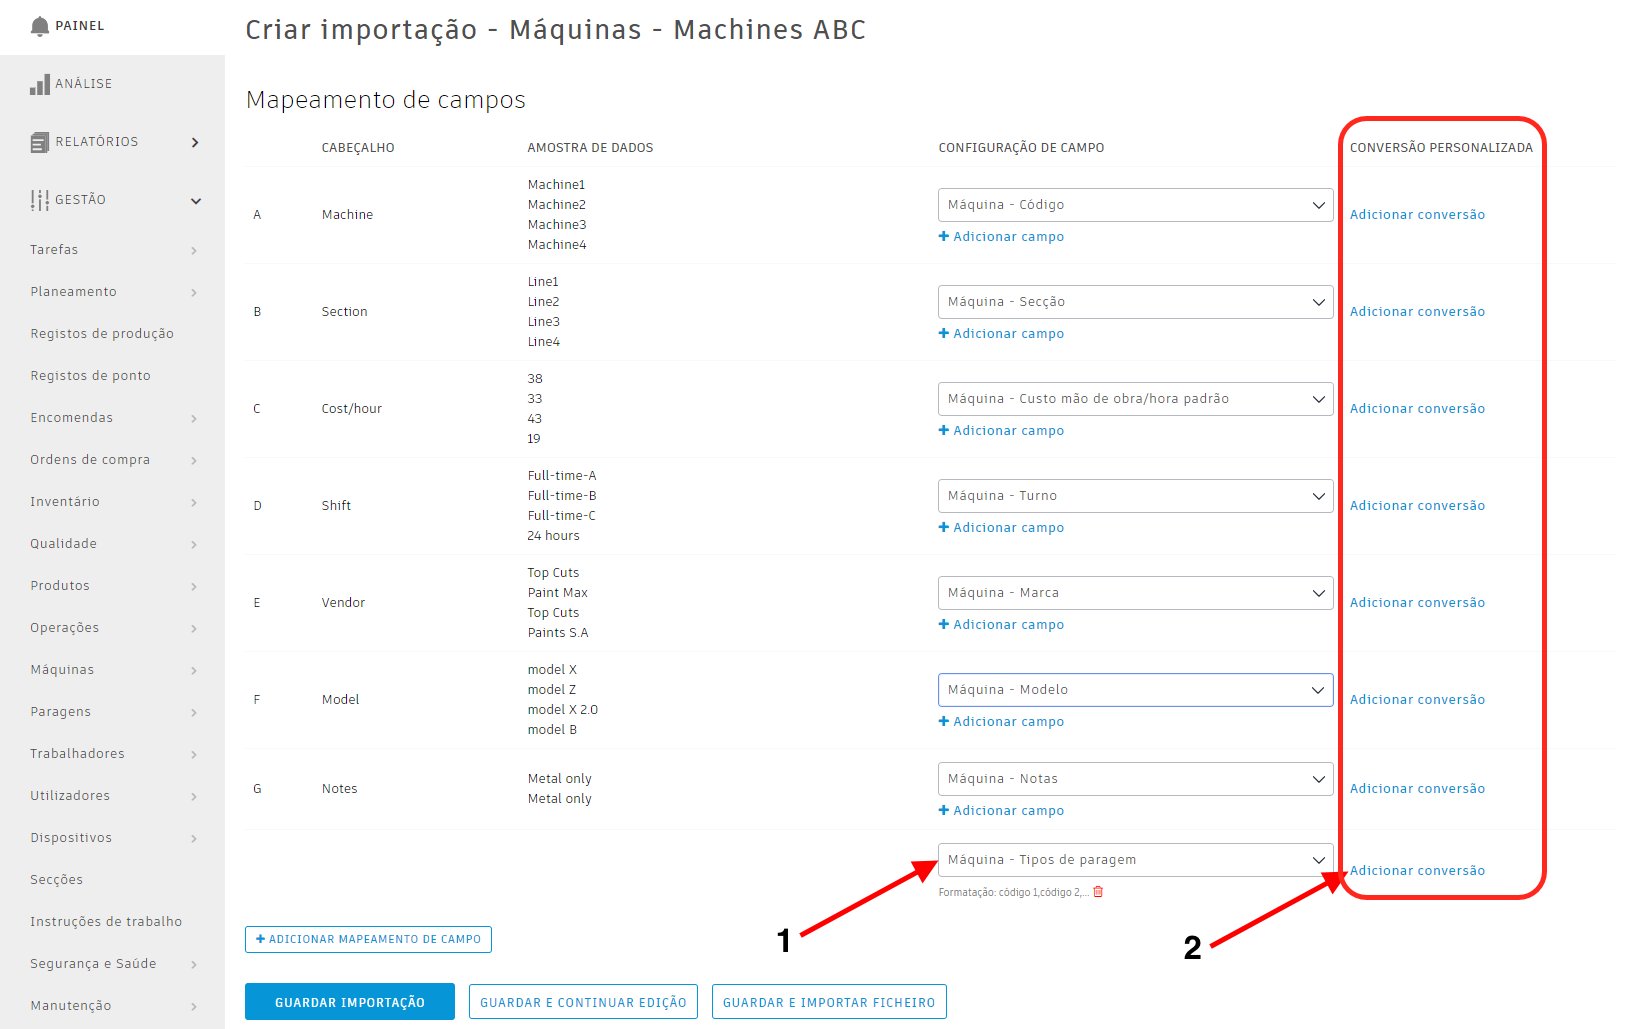 PAINEL
ANÁLISE
RELATÓRIOS
GESTÃO
Tarefas
Planeamento
Registos de produção
Registos de ponto
Encomendas
Ordens de compra
Inventário
Qualidade
Produtos
Operações
Máquinas
Paragens
Trabalhadores
Utilizadores
Dispositivos
Secções
Instruções de trabalho
Segurança e Saúde
Manutenção
Criar importação - Máquinas - Machines ABC
Mapeamento de campos
CABEÇALHO AMOSTRA DE DADOS CONFIGURAÇÃO DE CAMPO CONVERSÃO PERSONALIZADA
A Machine
Machine1
Machine2
Machine3
Machine4
Máquina - Código
+ Adicionar campo
Adicionar conversão
B Section
Line1
Line2
Line3
Line4
Máquina - Secção
+ Adicionar campo
Adicionar conversão
C Cost/hour
38
33
43
19
Máquina - Custo mão de obra/hora padrão
+ Adicionar campo
Adicionar conversão
D Shift
Full-time-A
Full-time-B
Full-time-C
24 hours
Máquina - Turno
+ Adicionar campo
Adicionar conversão
E Vendor
Top Cuts
Paint Max
Top Cuts
Paints S.A
Máquina - Marca
+ Adicionar campo
Adicionar conversão
F Model
model X
model Z
model X 2.0
model B
Máquina - Modelo
+ Adicionar campo
Adicionar conversão
G Notes
Metal only
Metal only
Máquina - Notas
+ Adicionar campo
Adicionar conversão
Máquina - Tipos de paragem
Formatação: código 1,código 2,...
Adicionar conversão
1
2
+ ADICIONAR MAPEAMENTO DE CAMPO
GUARDAR IMPORTAÇÃO
GUARDAR E CONTINUAR EDIÇÃO
GUARDAR E IMPORTAR FICHEIRO